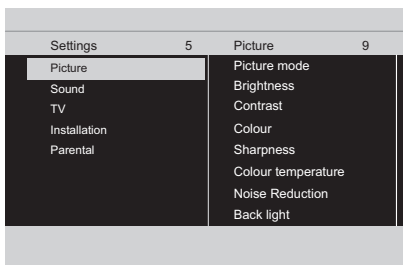 Settings 5
Picture
Sound
TV
Installation
Parental
Picture 9
Picture mode
Brightness
Contrast
Colour
Sharpness
Colour temperature
Noise Reduction
Back light